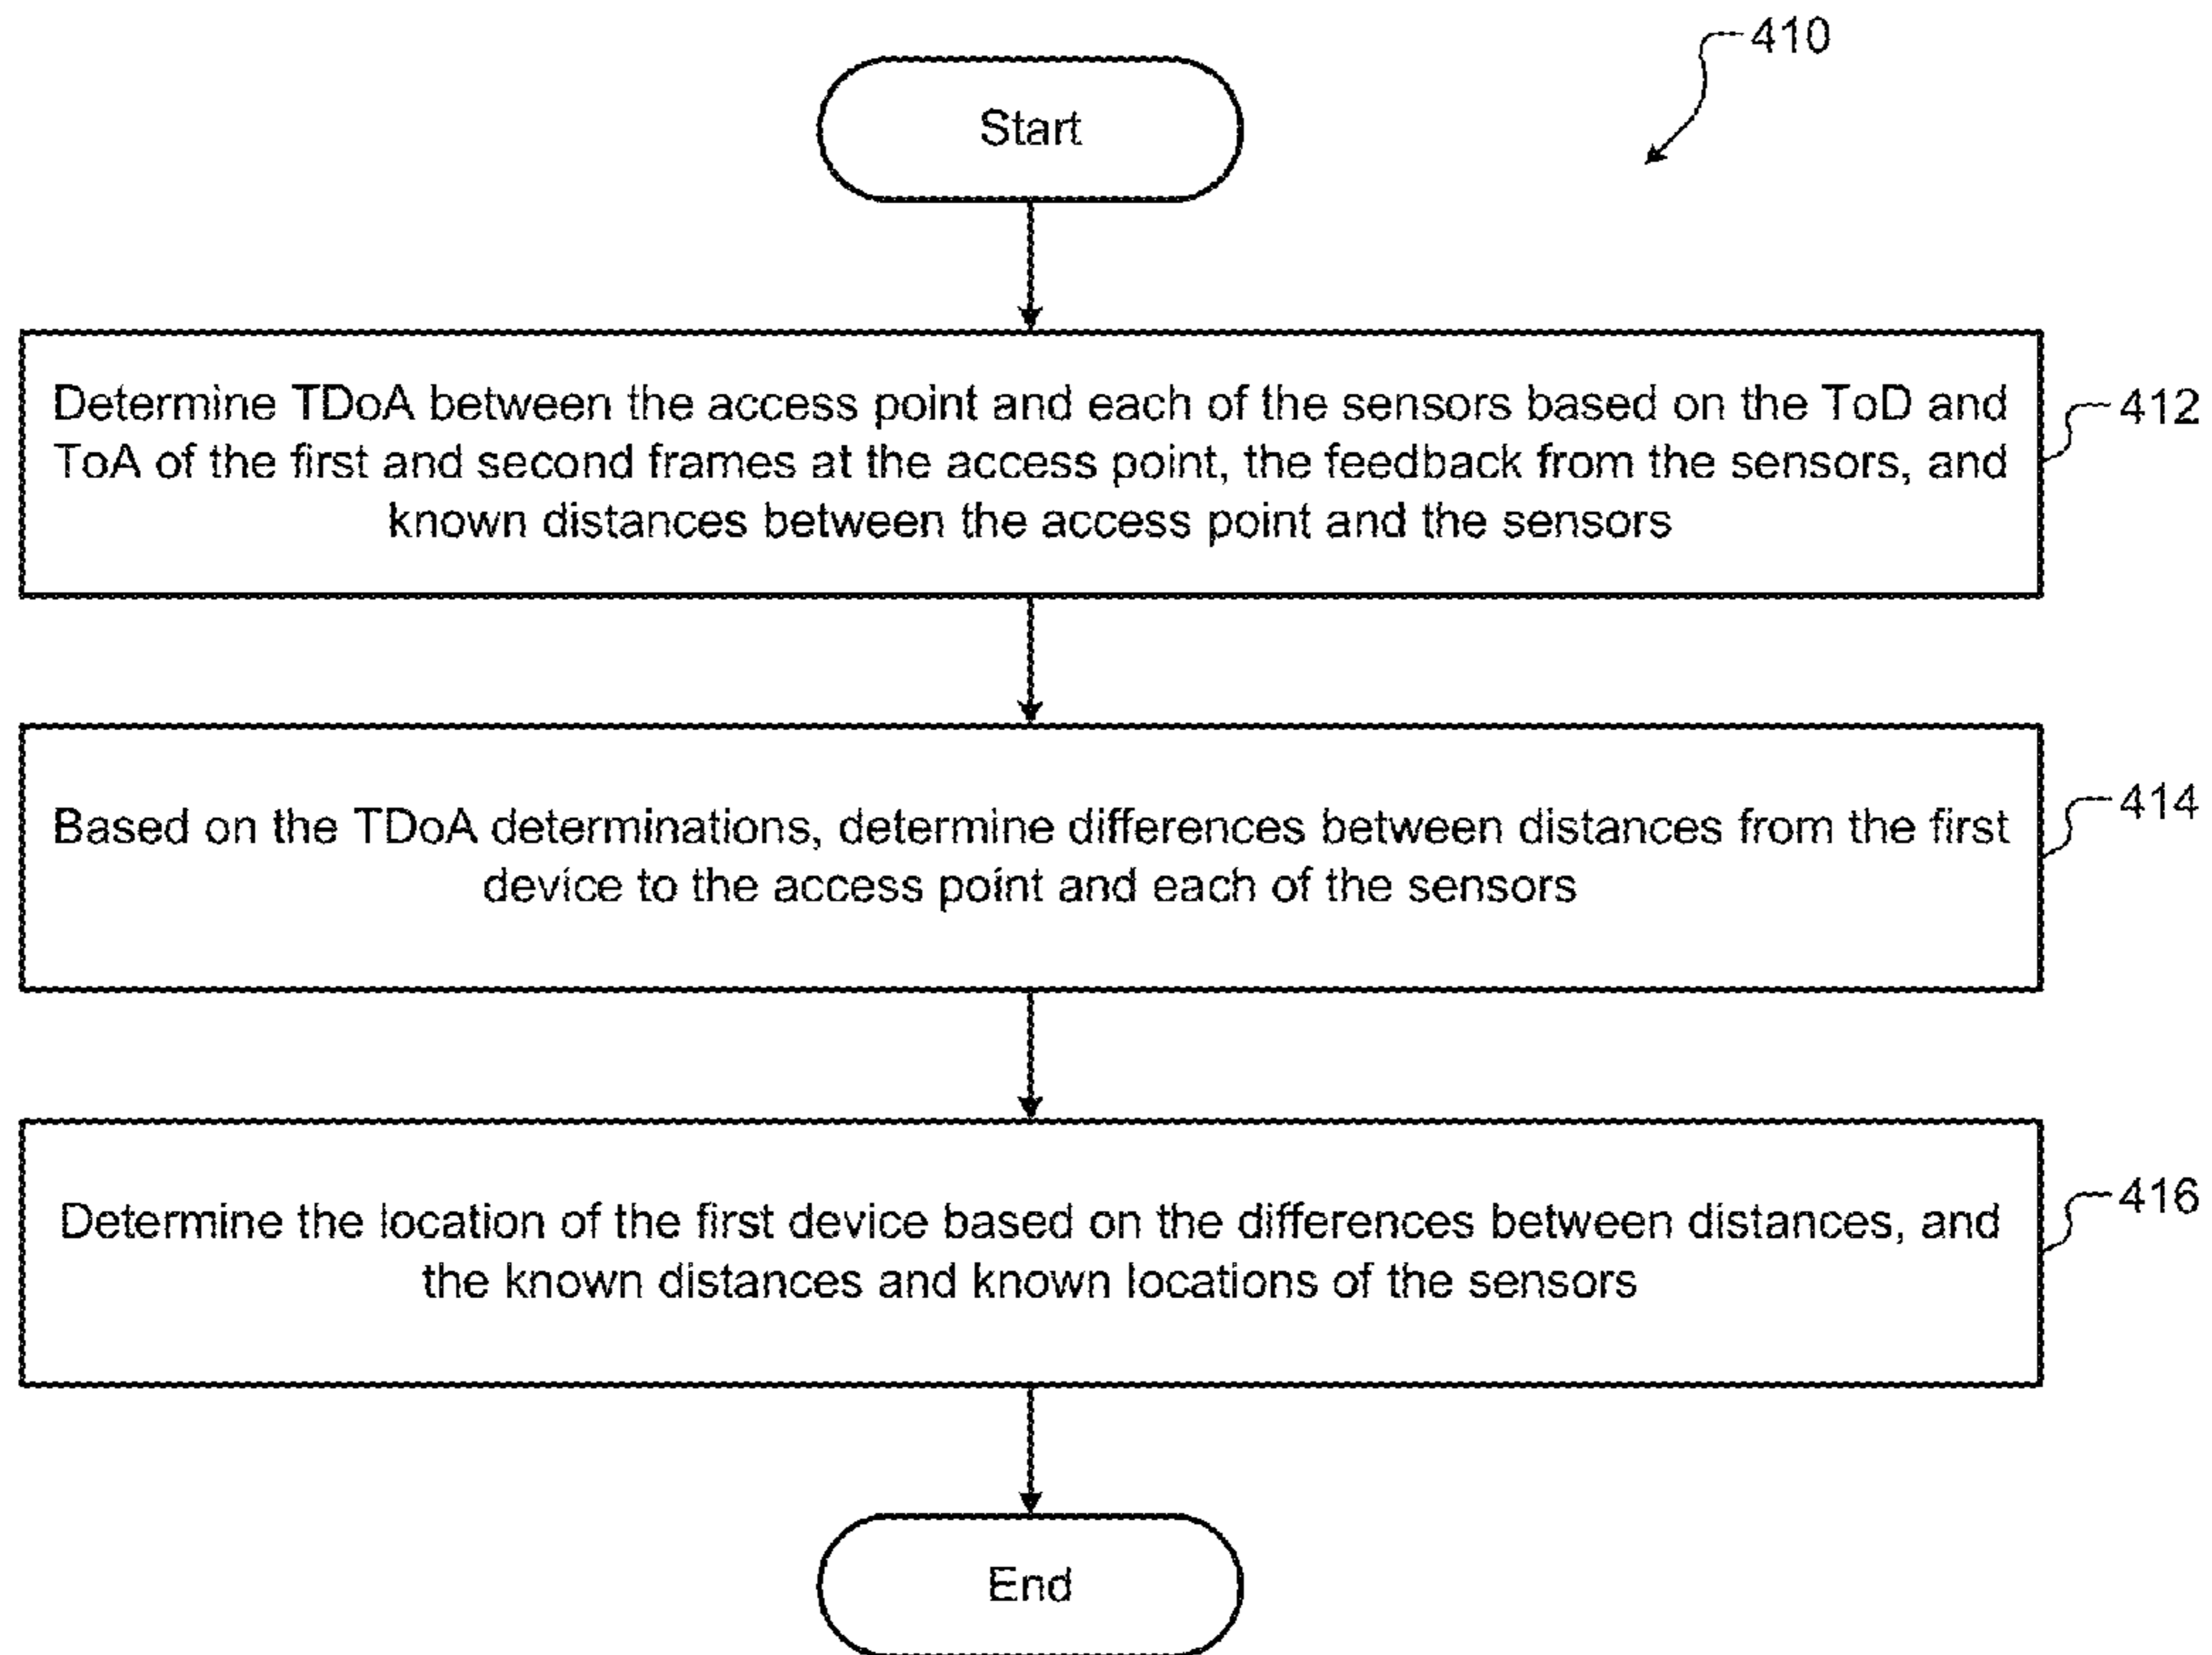 410
Start
Determine TDoA between the access point and each of the sensors based on the ToD and
ToA of the first and second frames at the access point, the feedback from the sensors, and
known distances between the access point and the sensors
412
Based on the TDoA determinations, determine differences between distances from the first
device to the access point and each of the sensors
414
Determine the location of the first device based on the differences between distances, and
the known distances and known locations of the sensors
416
End